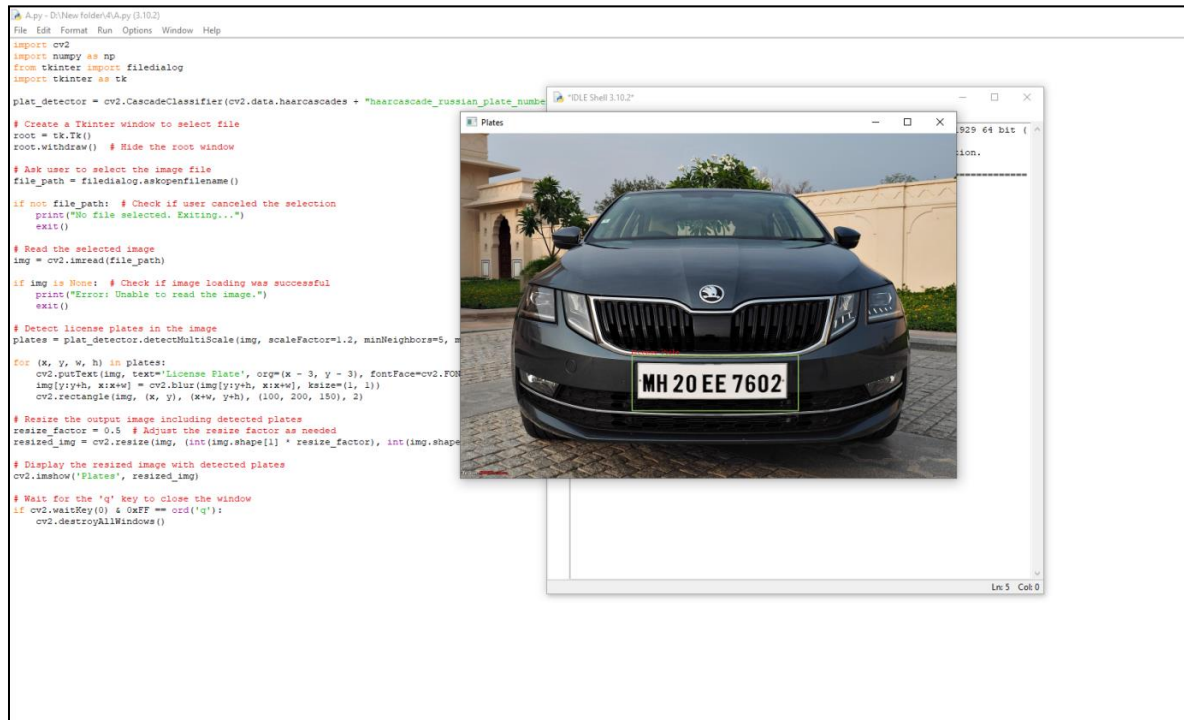 A.py - D:\New folder\4\A.py (3.10.2)
File Edit Format Run Options Window Help
import cv2
import numpy as np
from tkinter import filedialog
import tkinter as tk
plat_detector = cv2.CascadeClassifier(cv2.data.haarcascades + "haarcascade_russian_plate_numbe
# Create a Tkinter window to select file
root = tk.Tk()
root.withdraw()  # Hide the root window
# Ask user to select the image file
file_path = filedialog.askopenfilename()
if not file_path:  # Check if user canceled the selection
    print("No file selected. Exiting...")
    exit()
# Read the selected image
img = cv2.imread(file_path)
if img is None:  # Check if image loading was successful
    print("Error: Unable to read the image.")
    exit()
# Detect license plates in the image
plates = plat_detector.detectMultiScale(img, scaleFactor=1.2, minNeighbors=5, m
for (x, y, w, h) in plates:
    cv2.putText(img, text='License Plate', org=(x - 3, y - 3), fontFace=cv2.FON
    img[y:y+h, x:x+w] = cv2.blur(img[y:y+h, x:x+w], ksize=(1, 1))
    cv2.rectangle(img, (x, y), (x+w, y+h), (100, 200, 150), 2)
# Resize the output image including detected plates
resize_factor = 0.5  # Adjust the resize factor as needed
resized_img = cv2.resize(img, (int(img.shape[1] * resize_factor), int(img.shape
# Display the resized image with detected plates
cv2.imshow('Plates', resized_img)
# Wait for the 'q' key to close the window
if cv2.waitKey(0) & 0xFF == ord('q'):
    cv2.destroyAllWindows()
*IDLE Shell 3.10.2*
1929 64 bit (
ion.
=============
Plates
MH 20 EE 7602
Ln: 5 Col: 0